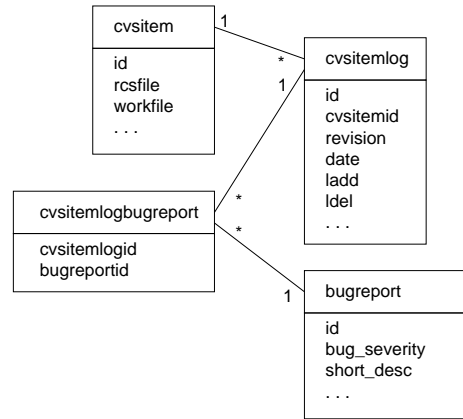 cvsitem
id
rcsfile
workfile
. . .
1
*
cvsitemlog
id
cvsitemid
revision
date
ladd
ldel
. . .
1
*
cvsitemlogbugreport
cvsitemlogid
bugreportid
*
1
bugreport
id
bug_severity
short_desc
. . .